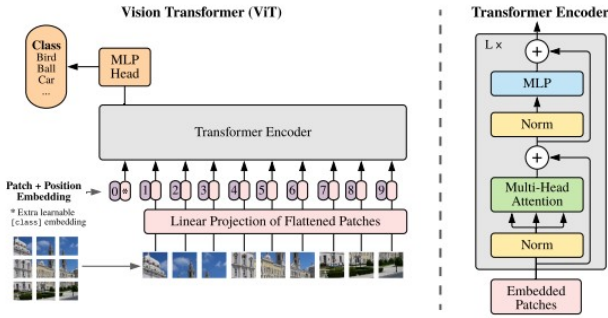 Vision Transformer (ViT)
Class
Bird
Ball
Car
...
MLP
Head
Transformer Encoder
Patch + Position
Embedding
* Extra learnable
[class] embedding
0 * 1 2 3 4 5 6 7 8 9
Linear Projection of Flattened Patches
Transformer Encoder
L ×
+
MLP
Norm
+
Multi-Head
Attention
Norm
Embedded
Patches